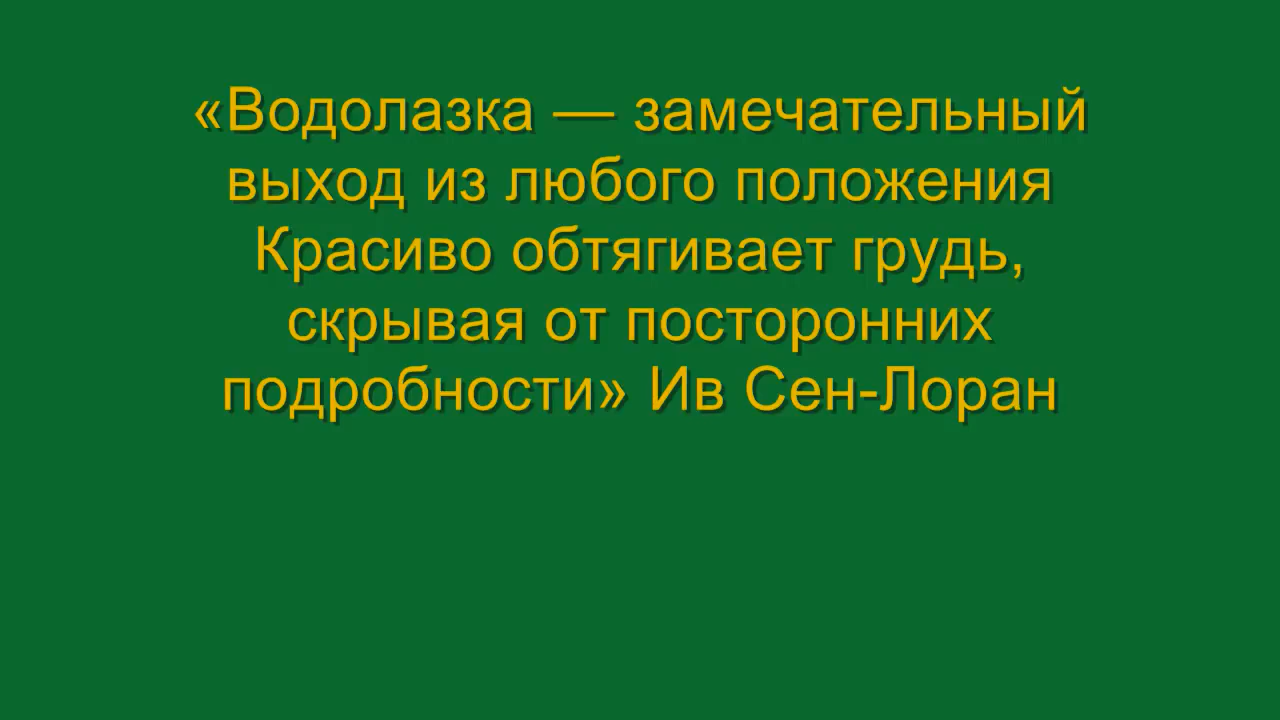 «Водолазка — замечательный
выход из любого положения
Красиво обтягивает грудь,
скрывая от посторонних
подробности» Ив Сен-Лоран